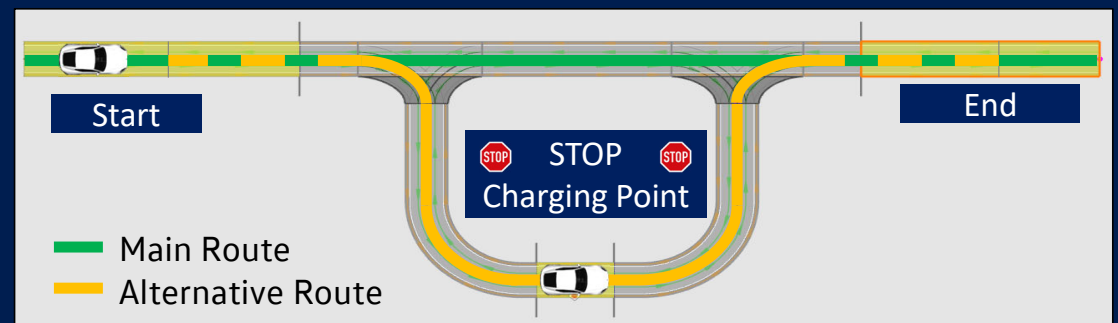 Start
End
STOP STOP STOP
Charging Point
Main Route
Alternative Route